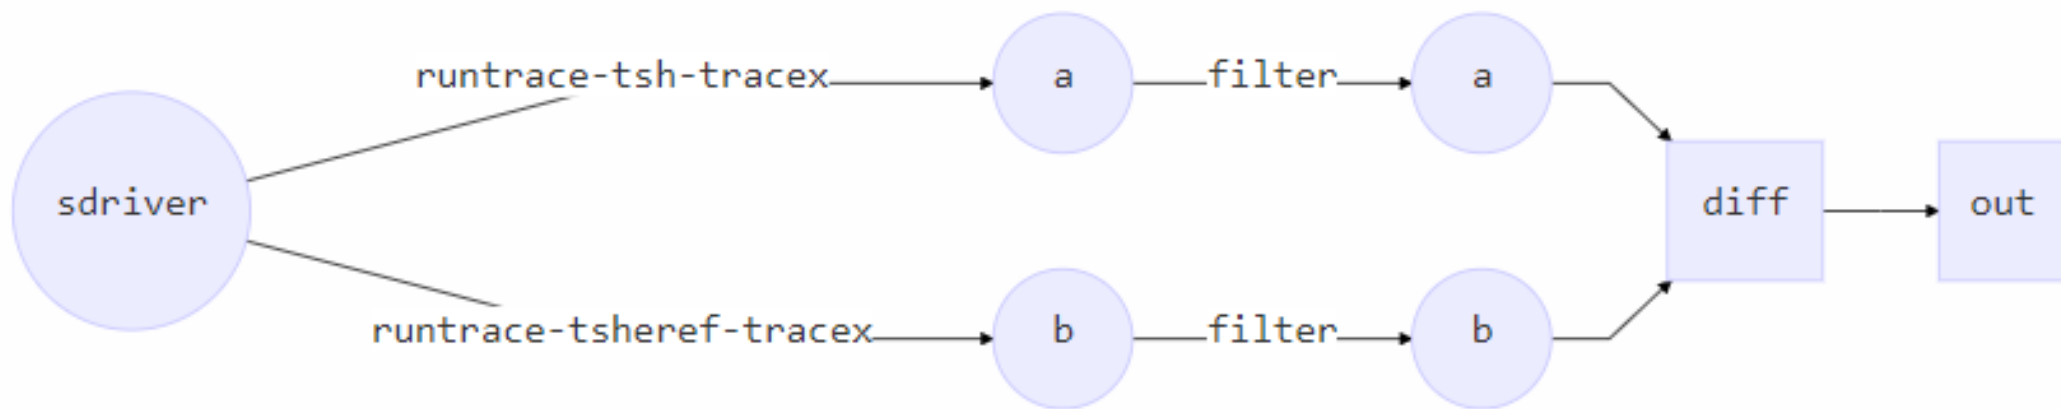 runtrace-tsh-tracex
a
filter
a
sdriver
diff
out
runtrace-tsheref-tracex
b
filter
b